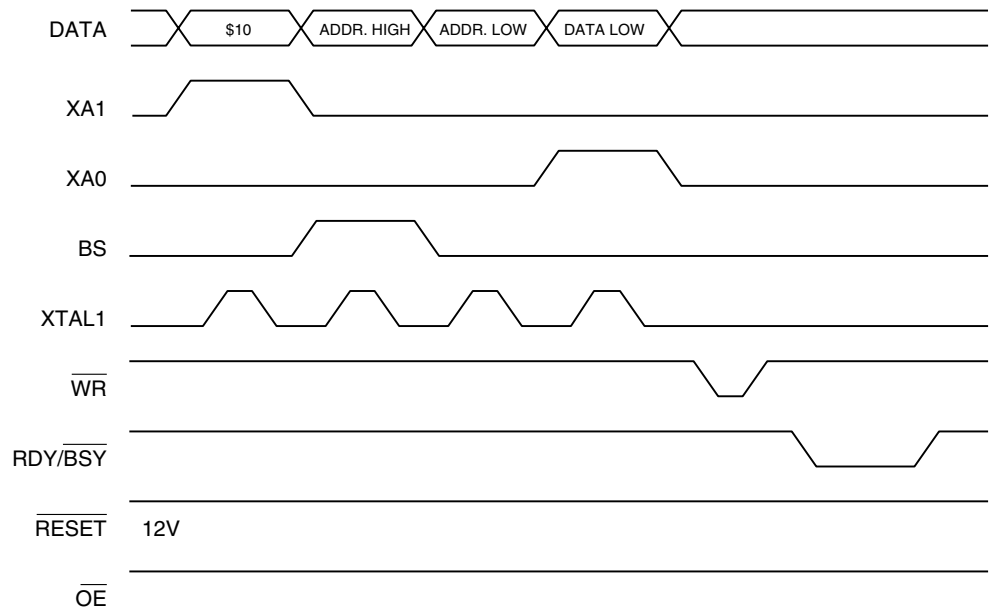 DATA $10 ADDR. HIGH ADDR. LOW DATA LOW
XA1
XA0
BS
XTAL1
WR
RDY/BSY
RESET 12V
OE